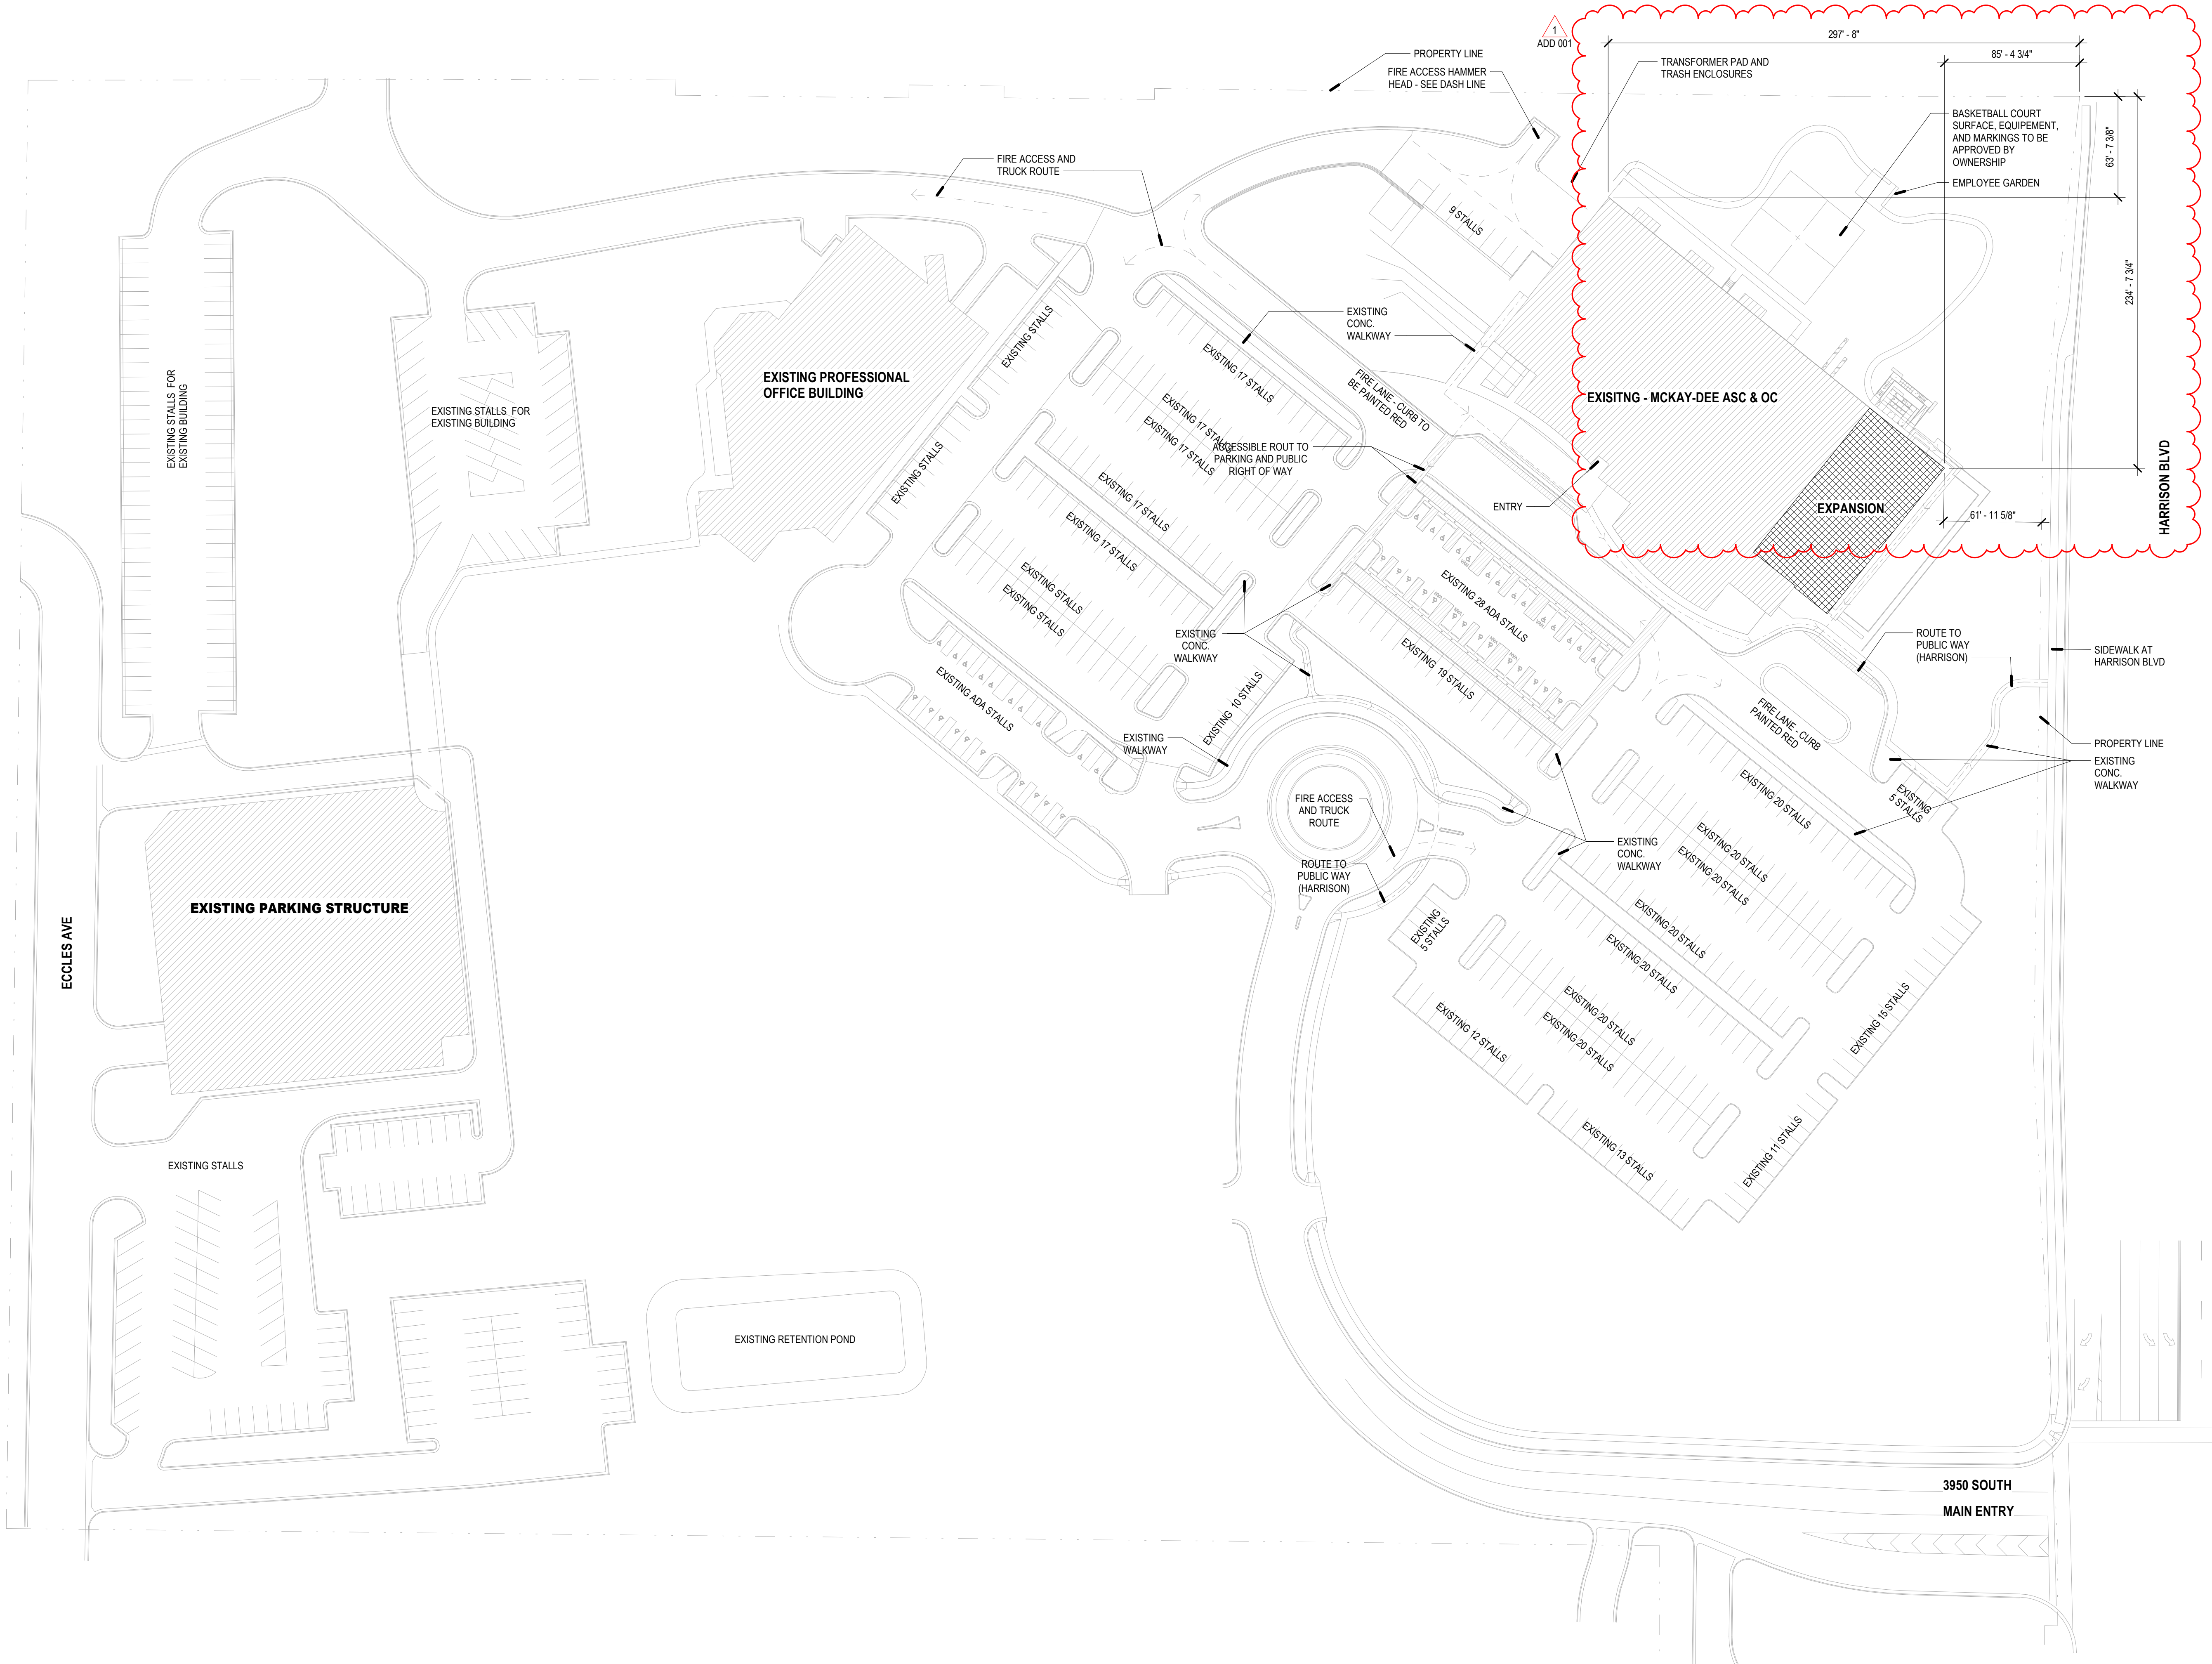 1
ADD 001
297' - 8"
85' - 4 3/4"
63' - 7 3/8"
234' - 7 3/4"
PROPERTY LINE
FIRE ACCESS HAMMER
HEAD - SEE DASH LINE
TRANSFORMER PAD AND
TRASH ENCLOSURES
BASKETBALL COURT
SURFACE, EQUIPEMENT,
AND MARKINGS TO BE
APPROVED BY
OWNERSHIP
EMPLOYEE GARDEN
FIRE ACCESS AND
TRUCK ROUTE
9 STALLS
EXISTING
CONC.
WALKWAY
EXISTING STALLS FOR
EXISTING BUILDING
EXISTING STALLS FOR
EXISTING BUILDING
EXISTING PROFESSIONAL
OFFICE BUILDING
EXISTING STALLS
EXISTING STALLS
EXISTING 17 STALLS
EXISTING 17 STALLS
EXISTING 17 STALLS
EXISTING 17 STALLS
EXISTING 17 STALLS
EXISTING STALLS
EXISTING STALLS
FIRE LANE - CURB TO
BE PAINTED RED
ACCESSIBLE ROUT TO
PARKING AND PUBLIC
RIGHT OF WAY
EXISITNG - MCKAY-DEE ASC & OC
ENTRY
EXPANSION
61' - 11 5/8"
HARRISON BLVD
EXISTING 28 ADA STALLS
EXISTING 19 STALLS
EXISTING
CONC.
WALKWAY
EXISTING ADA STALLS
EXISTING 10 STALLS
EXISTING
WALKWAY
ROUTE TO
PUBLIC WAY
(HARRISON)
SIDEWALK AT
HARRISON BLVD
FIRE LANE - CURB
PAINTED RED
PROPERTY LINE
EXISTING
CONC.
WALKWAY
FIRE ACCESS
AND TRUCK
ROUTE
ROUTE TO
PUBLIC WAY
(HARRISON)
EXISTING
CONC.
WALKWAY
EXISTING
5 STALLS
EXISTING 20 STALLS
EXISTING 20 STALLS
EXISTING 20 STALLS
EXISTING 20 STALLS
EXISTING 20 STALLS
EXISTING 20 STALLS
EXISTING 20 STALLS
EXISTING
5 STALLS
EXISTING 12 STALLS
EXISTING 13 STALLS
EXISTING 15 STALLS
EXISTING 11 STALLS
EXISTING PARKING STRUCTURE
ECCLES AVE
EXISTING STALLS
EXISTING RETENTION POND
3950 SOUTH
MAIN ENTRY